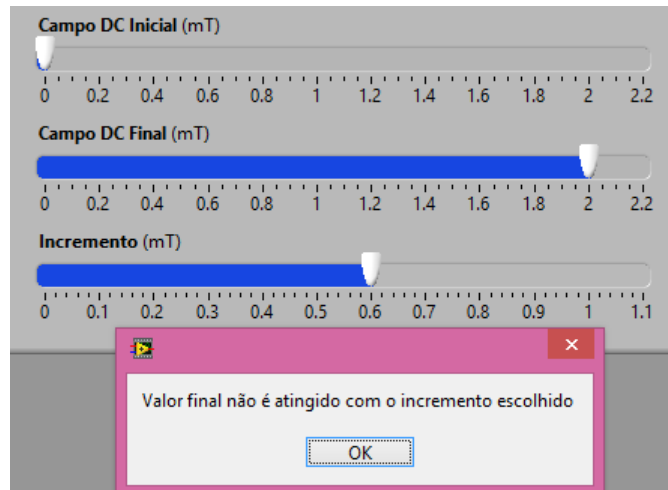 Campo DC Inicial (mT)
0 0.2 0.4 0.6 0.8 1 1.2 1.4 1.6 1.8 2 2.2
Campo DC Final (mT)
0 0.2 0.4 0.6 0.8 1 1.2 1.4 1.6 1.8 2 2.2
Incremento (mT)
0 0.1 0.2 0.3 0.4 0.5 0.6 0.7 0.8 0.9 1 1.1
Valor final não é atingido com o incremento escolhido
OK